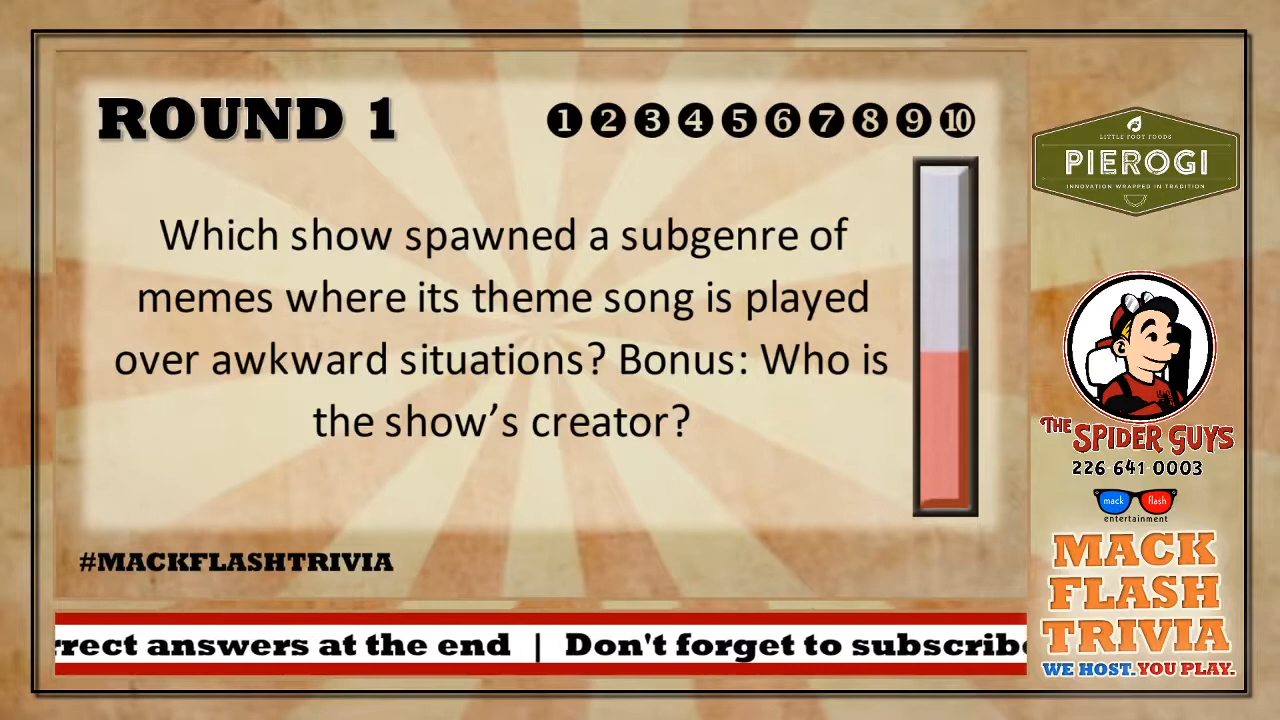 ROUND 1
1 2 3 4 5 6 7 8 9 10
Which show spawned a subgenre of
memes where its theme song is played
over awkward situations? Bonus: Who is
the show’s creator?
#MACKFLASHTRIVIA
rrect answers at the end | Don't forget to subscribe
LITTLE FOOT FOODS
PIEROGI
INNOVATION WRAPPED IN TRADITION
THE
SPIDER GUYS
226 641 0003
mack flash
entertainment
MACK
FLASH
TRIVIA
WE HOST. YOU PLAY.